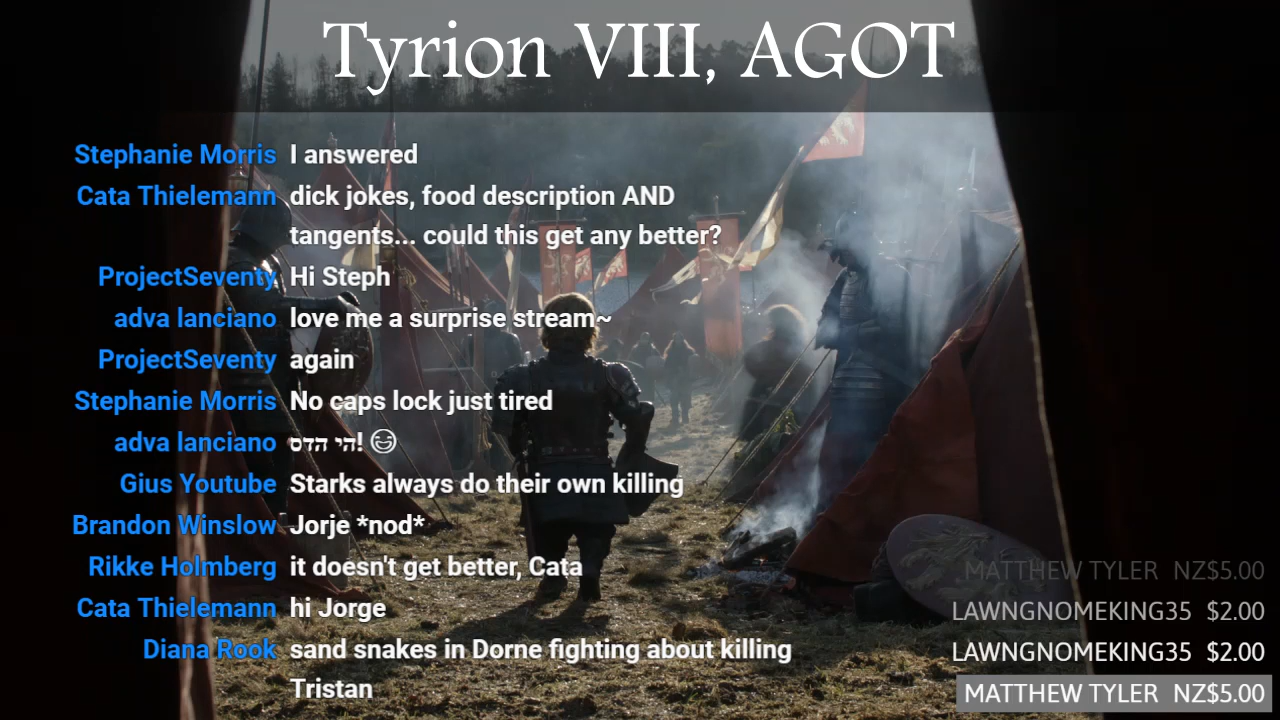 Tyrion VIII, AGOT
Stephanie Morris I answered
Cata Thielemann dick jokes, food description AND
tangents... could this get any better?
ProjectSeventy Hi Steph
adva lanciano love me a surprise stream~
ProjectSeventy again
Stephanie Morris No caps lock just tired
adva lanciano היי הדס! 😄
Gius Youtube Starks always do their own killing
Brandon Winslow Jorje *nod*
Rikke Holmberg it doesn't get better, Cata
Cata Thielemann hi Jorge
Diana Rook sand snakes in Dorne fighting about killing
Tristan
MATTHEW TYLER NZ$5.00
LAWNGNOMEKING35 $2.00
LAWNGNOMEKING35 $2.00
MATTHEW TYLER NZ$5.00